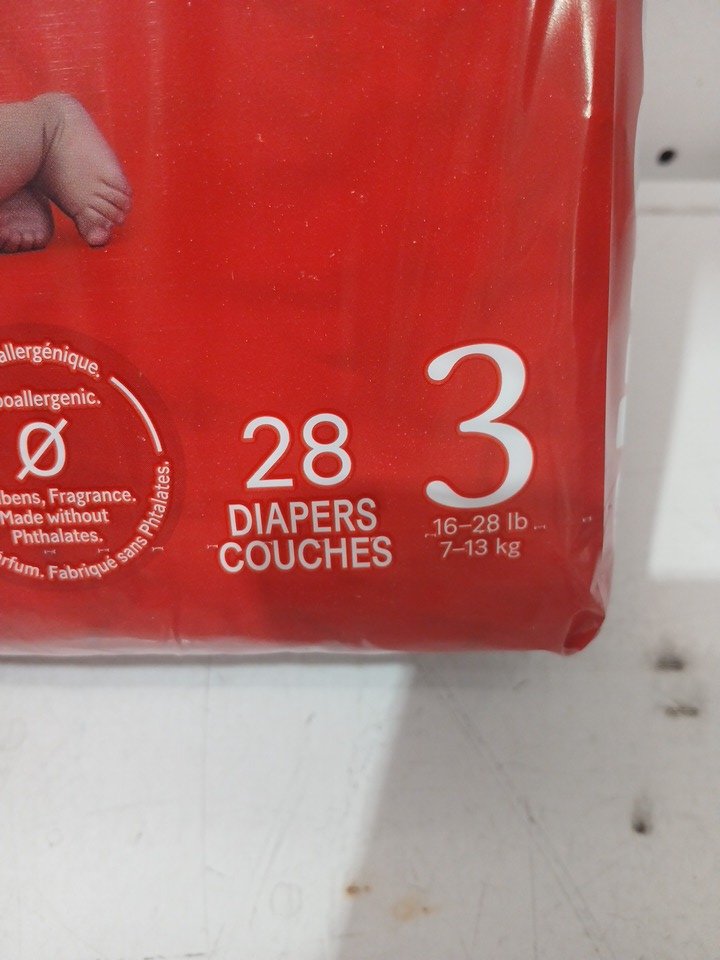 allergénique.
poallergenic.
Ø
bens, Fragrance.
Made without
Phthalates.
rfum. Fabriqué sans Phtalates.
28
DIAPERS
COUCHES
3
16–28 lb
7–13 kg